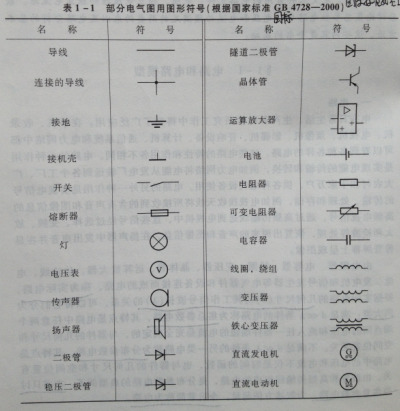 表 1-1 部分电气图用图形符号(根据国家标准 GB 4728—2000)
国标
名 称 符 号 名 称 符 号
导线 隧道二极管
连接的导线 晶体管
接地 运算放大器
接机壳 电池
开关 电阻器
熔断器 可变电阻器
灯 电容器
电压表 V 线圈、绕组
传声器 变压器
扬声器 铁心变压器
二极管 直流发电机
稳压二极管 直流电动机 M